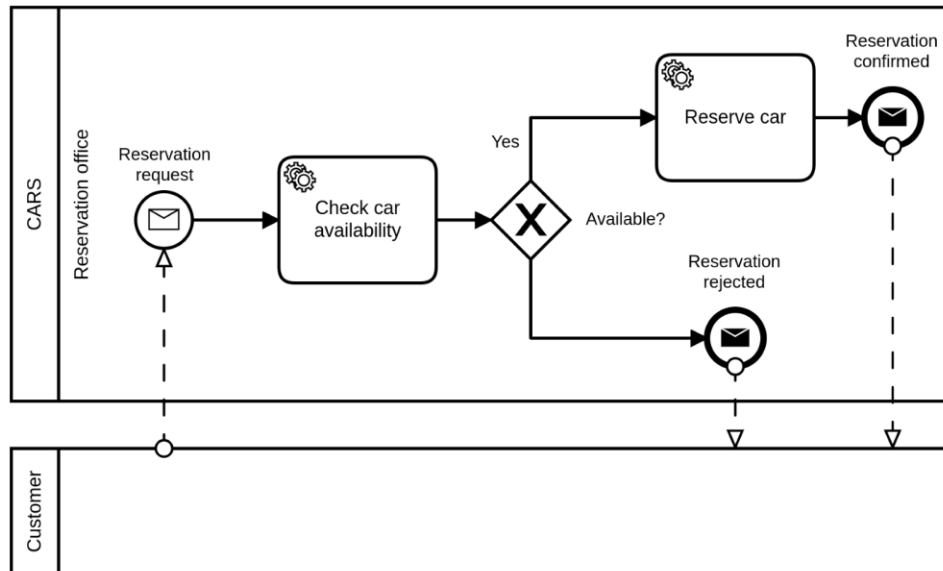 CARS
Reservation office
Reservation
request
Check car
availability
Yes
Available?
Reserve car
Reservation
confirmed
Reservation
rejected
Customer